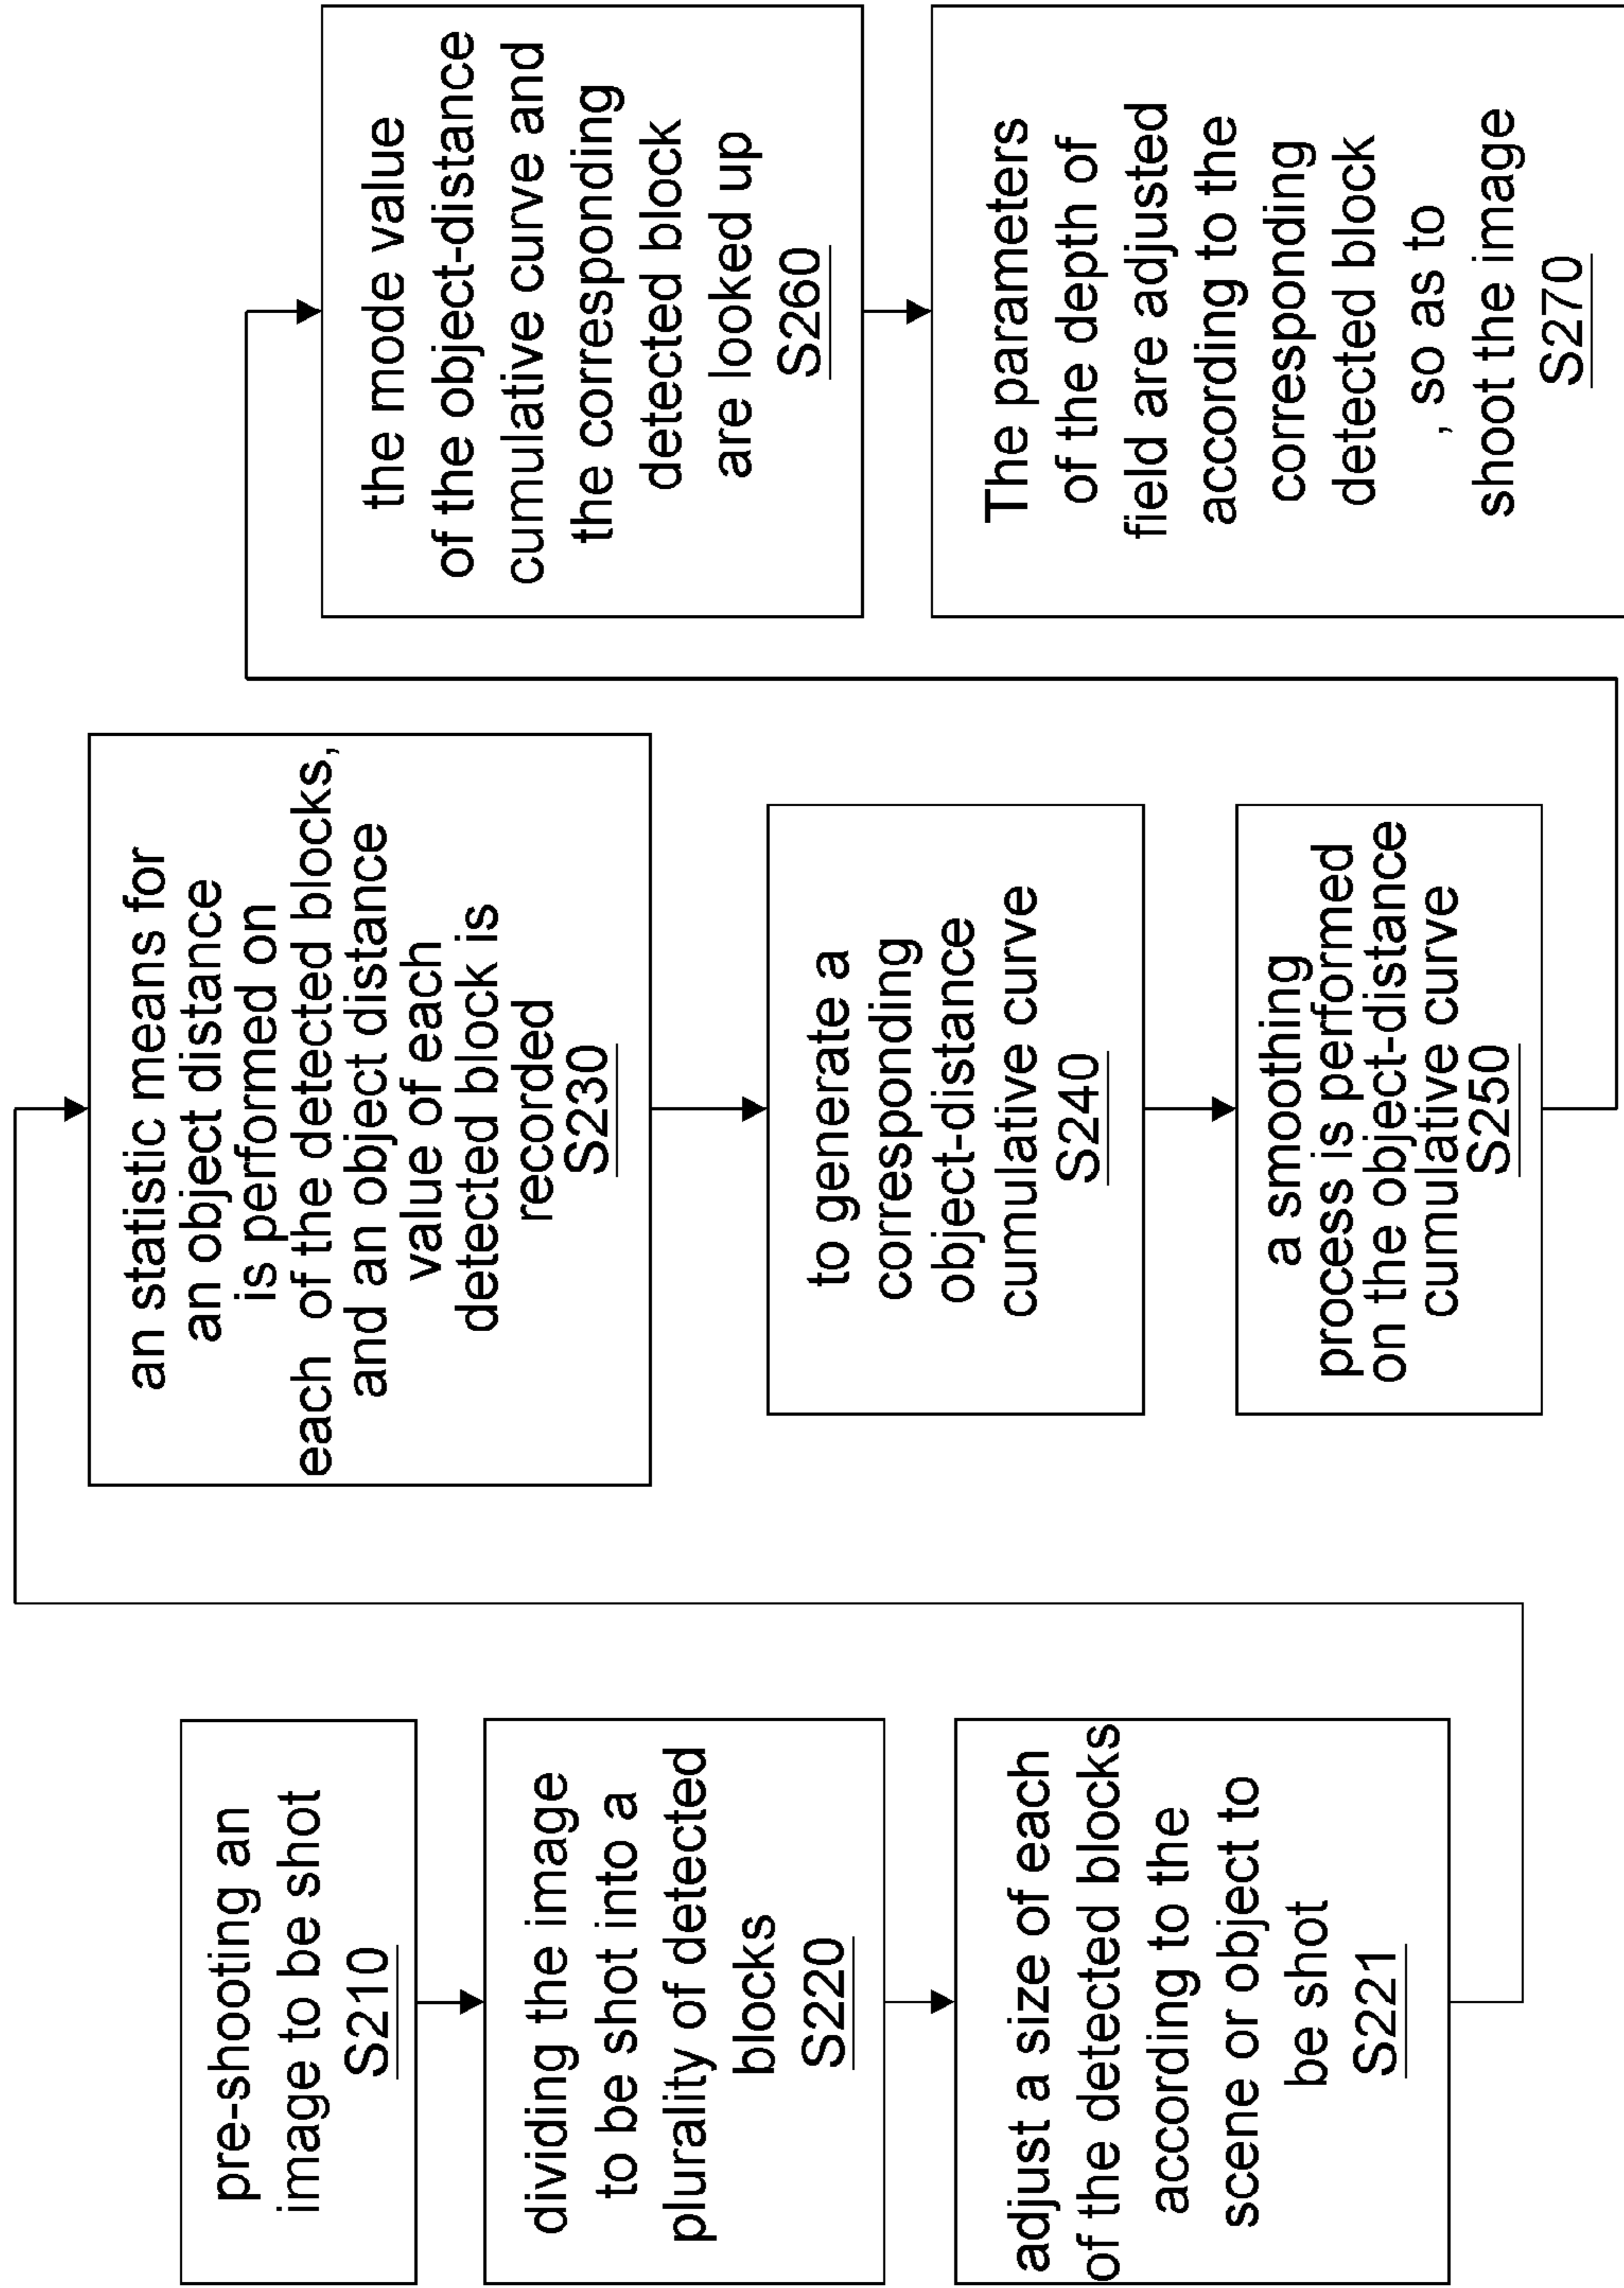 pre-shooting an
image to be shot
S210
dividing the image
to be shot into a
plurality of detected
blocks
S220
adjust a size of each
of the detected blocks
according to the
scene or object to
be shot
S221
an statistic means for
an object distance
is performed on
each of the detected blocks,
and an object distance
value of each
detected block is
recorded
S230
to generate a
corresponding
object-distance
cumulative curve
S240
a smoothing
process is performed
on the object-distance
cumulative curve
S250
the mode value
of the object-distance
cumulative curve and
the corresponding
detected block
are looked up
S260
The parameters
of the depth of
field are adjusted
according to the
corresponding
detected block
, so as to
shoot the image
S270